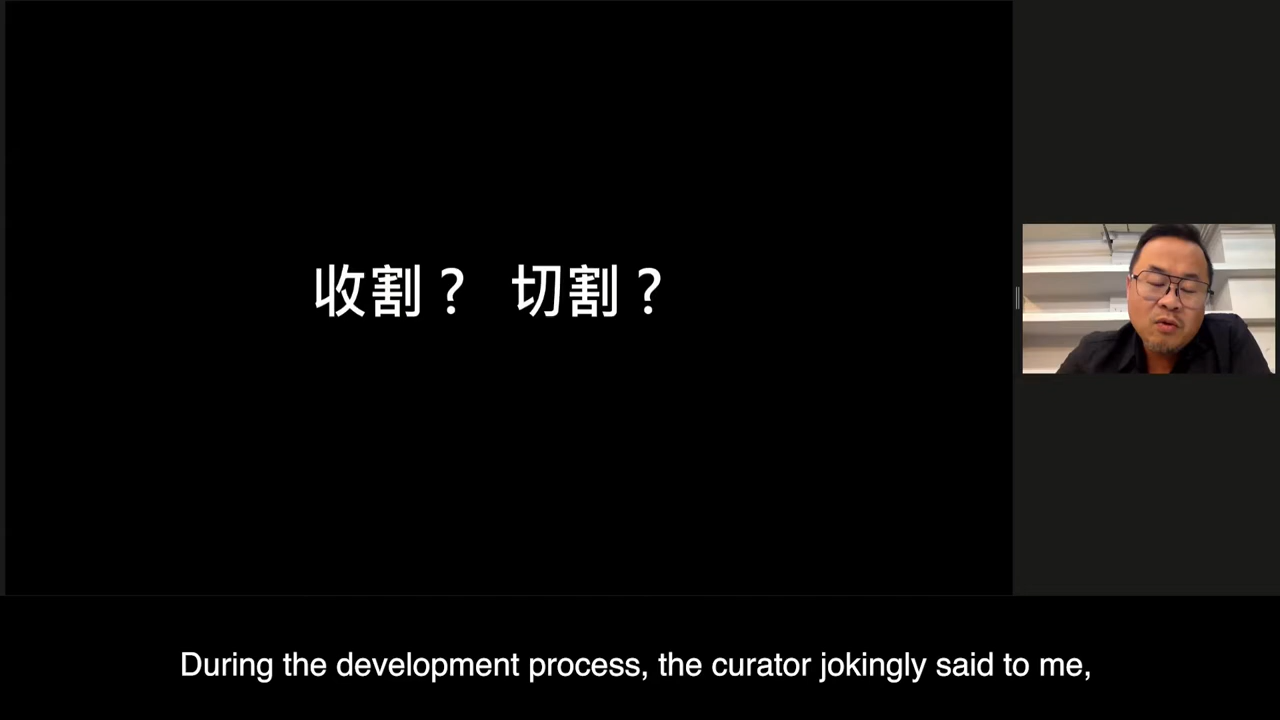 收割？ 切割？
During the development process, the curator jokingly said to me,